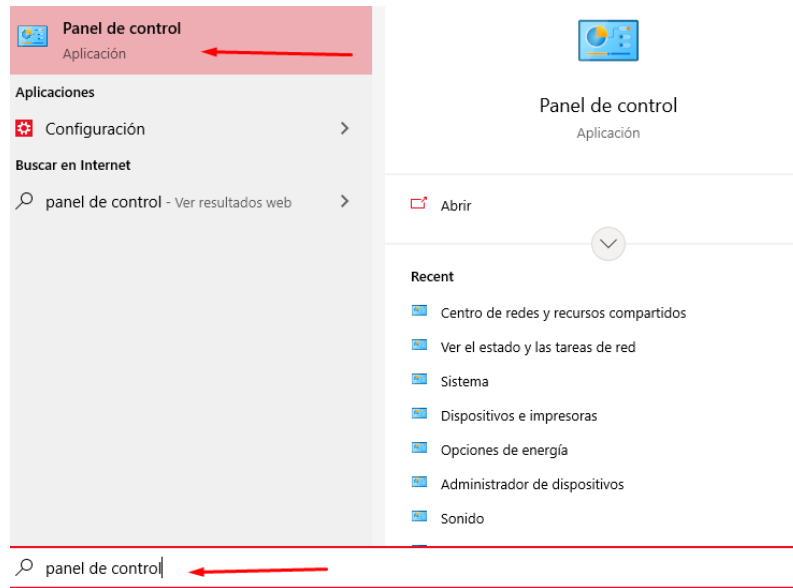 Panel de control
Aplicación
Aplicaciones
Configuración
Buscar en Internet
panel de control - Ver resultados web
Panel de control
Aplicación
Abrir
Recent
Centro de redes y recursos compartidos
Ver el estado y las tareas de red
Sistema
Dispositivos e impresoras
Opciones de energía
Administrador de dispositivos
Sonido
panel de control